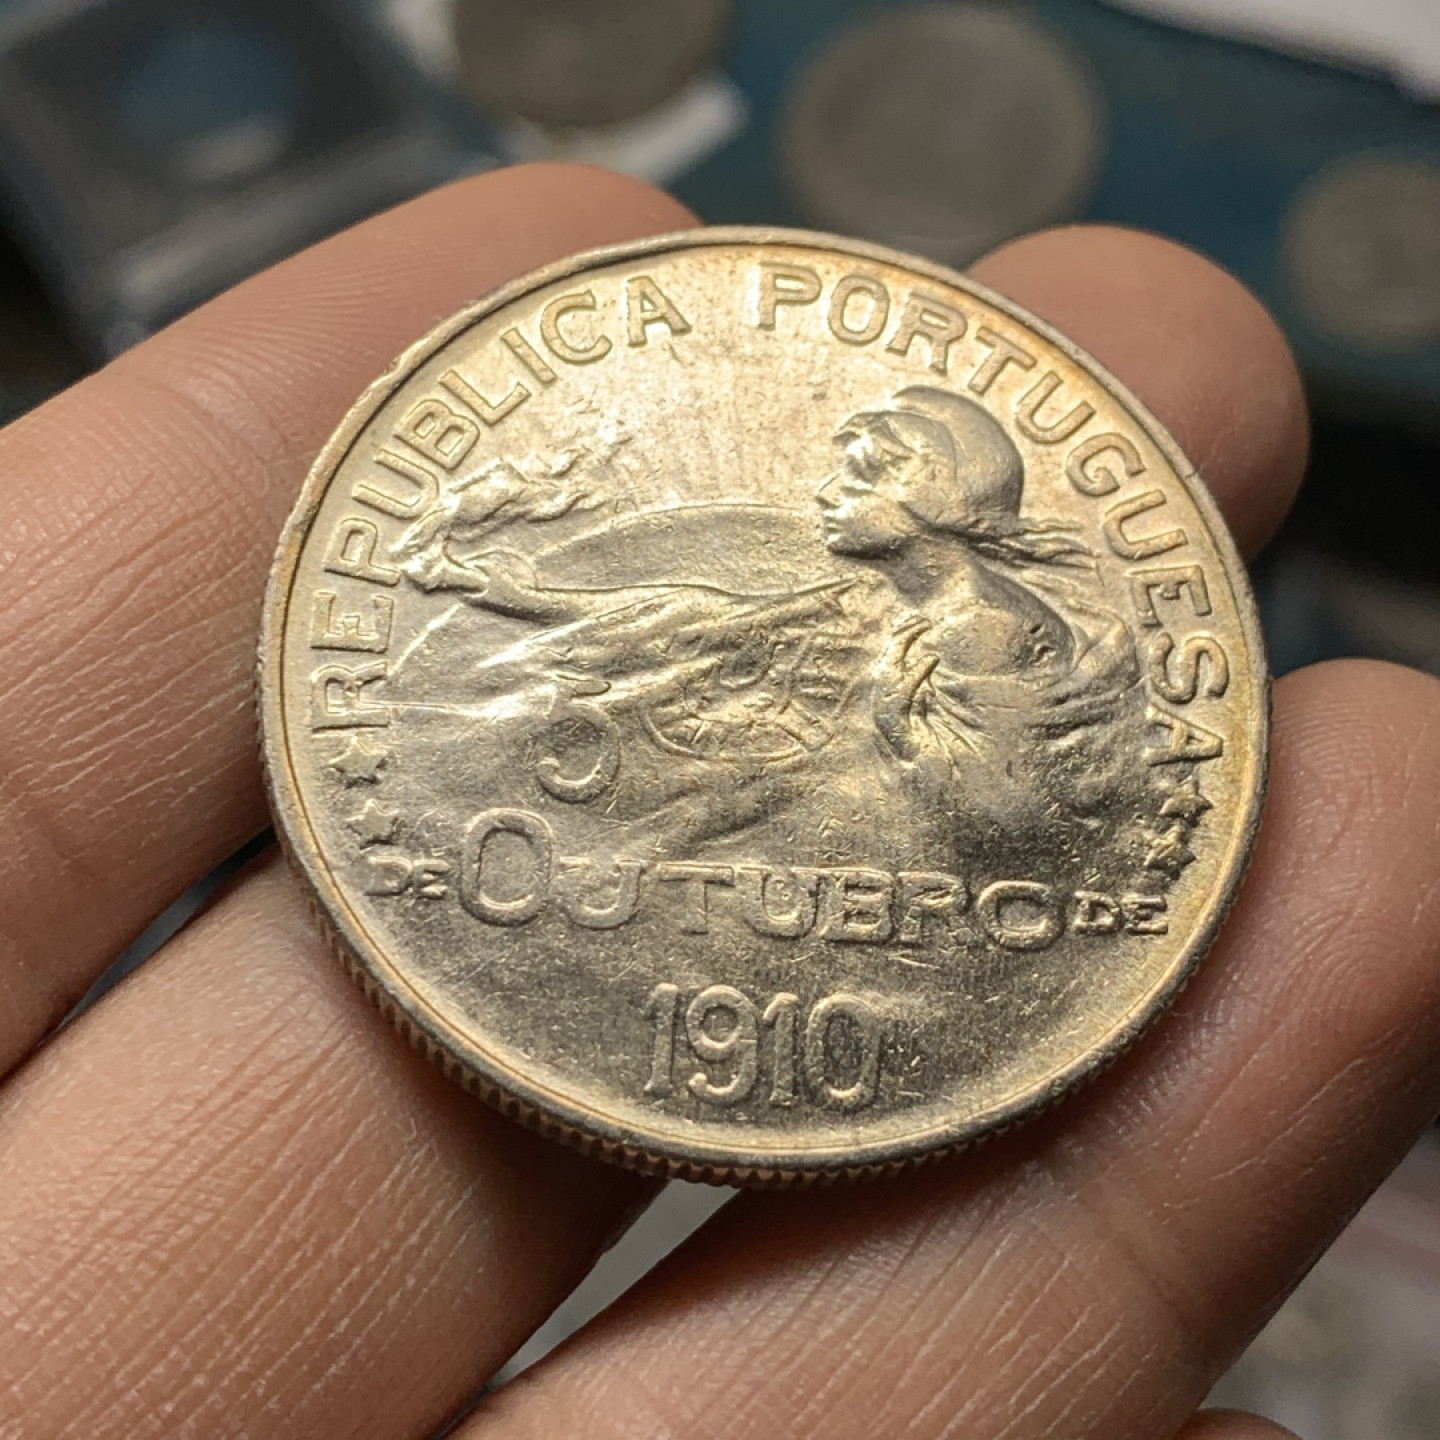 REPUBLICA PORTUGUESA
5
DE OUTUBRO DE
1910